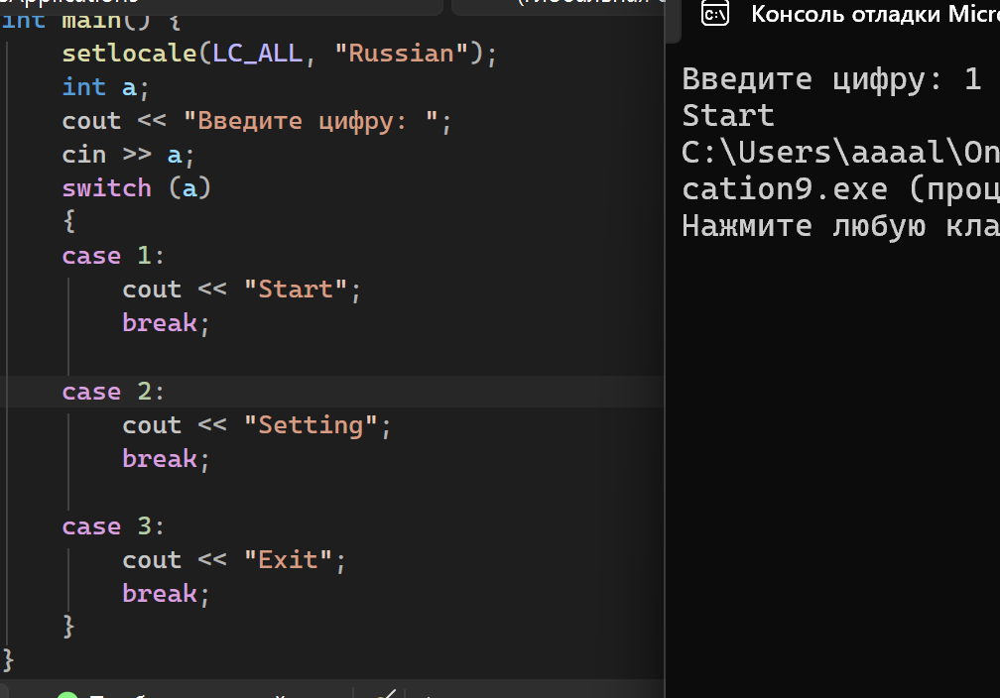 int main() {
setlocale(LC_ALL, "Russian");
int a;
cout << "Введите цифру: ";
cin >> a;
switch (a)
{
case 1:
cout << "Start";
break;
case 2:
cout << "Setting";
break;
case 3:
cout << "Exit";
break;
}
}
Консоль отладки Micro
Введите цифру: 1
Start
C:\Users\aaaal\On
cation9.exe (проц
Нажмите любую кла